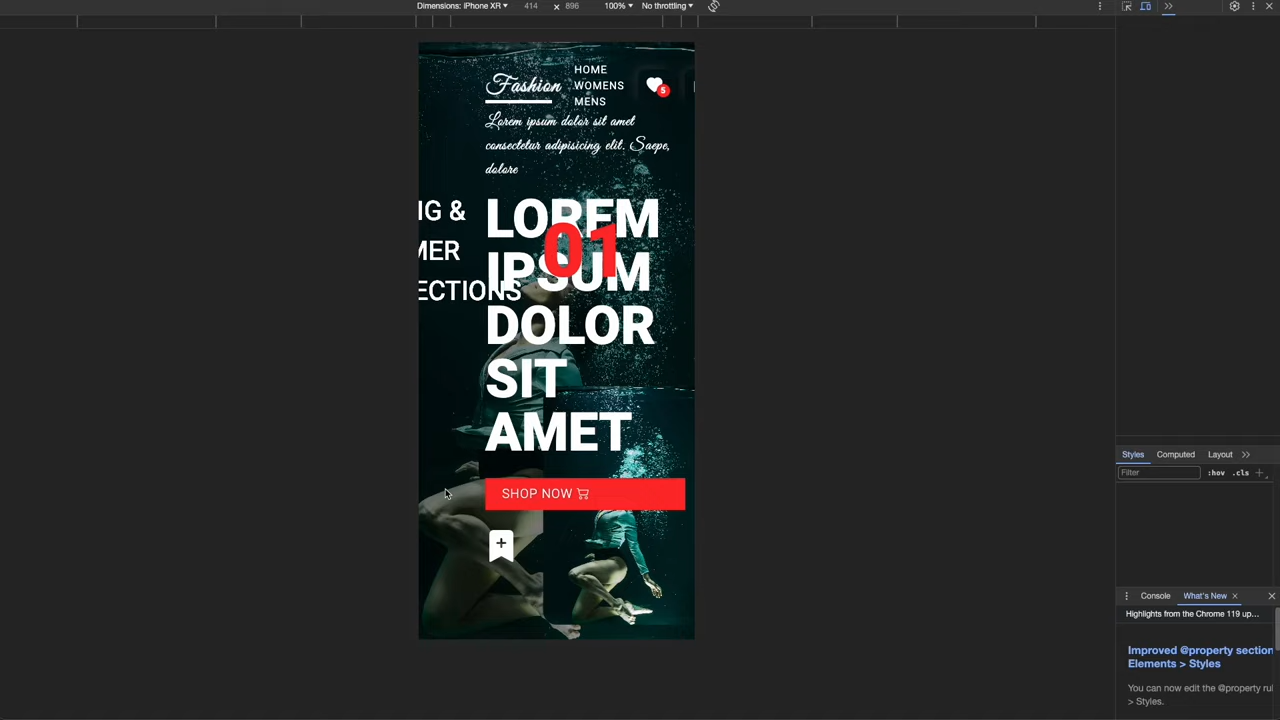 Dimensions: iPhone XR 414 × 896 100% No throttling
Fashion
HOME
WOMENS
MENS
5
Lorem ipsum dolor sit amet
consectetur adipisicing elit. Saepe,
dolore
IG &
MER
ECTIONS
LOREM
IPSUM
DOLOR
SIT
AMET
01
SHOP NOW
Styles Computed Layout
Filter :hov .cls
Console What's New
Highlights from the Chrome 119 up...
Improved @property section
Elements > Styles
You can now edit the @property ru
> Styles.